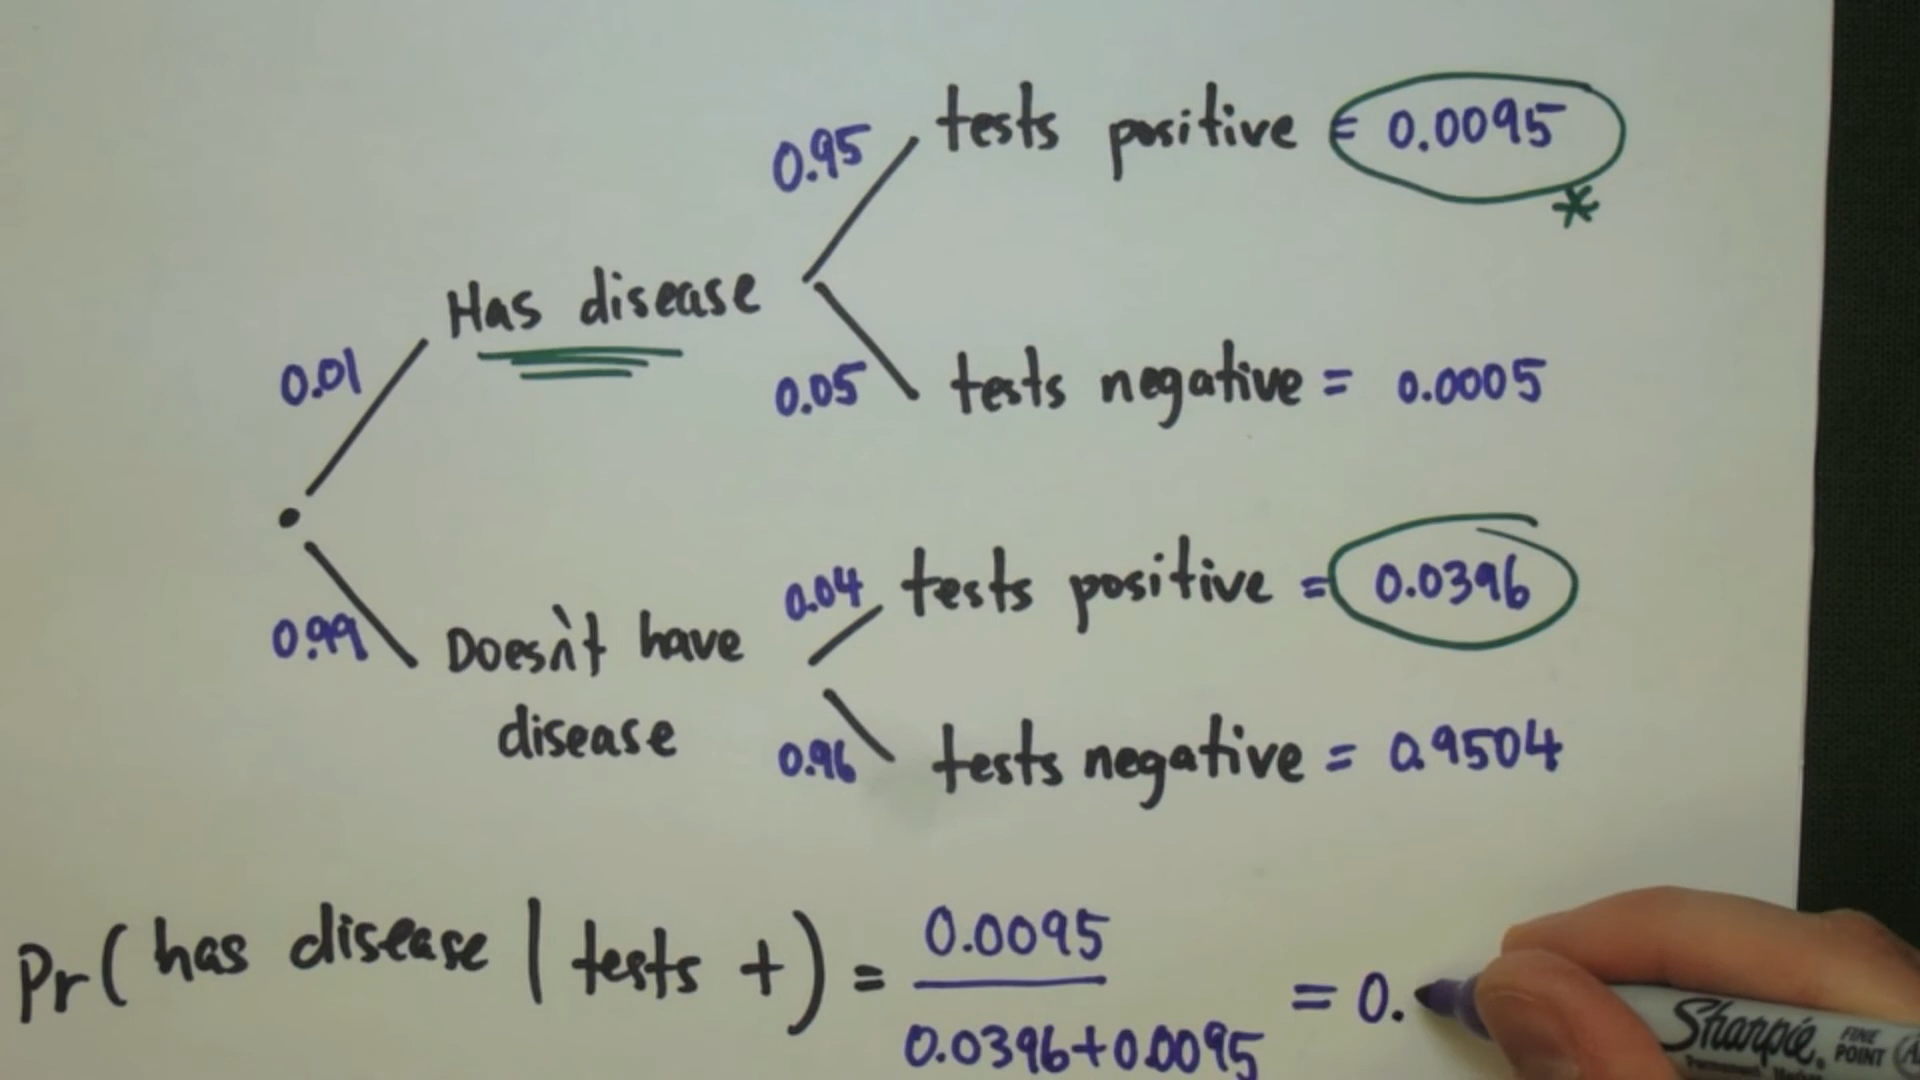 0.95 tests positive = 0.0095
*
0.01 Has disease
0.05 tests negative = 0.0005
0.99 Doesn't have disease
0.04 tests positive = 0.0396
0.96 tests negative = 0.9504
Pr( has disease | tests + ) = 0.0095
0.0396+0.0095
= 0.
Sharpie.
FINE POINT
Permanent Marker